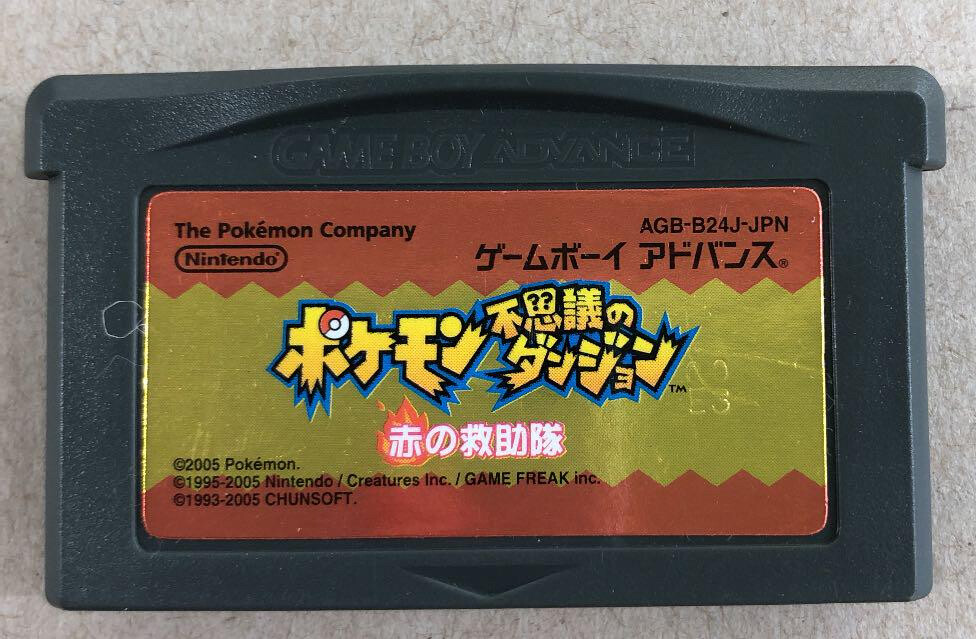 GAME BOY ADVANCE
The Pokémon Company
AGB-B24J-JPN
Nintendo®
ゲームボーイ アドバンス®
ポケモン 不思議の
ダンジョン™
赤の救助隊
©2005 Pokémon.
©1995-2005 Nintendo / Creatures Inc. / GAME FREAK inc.
©1993-2005 CHUNSOFT.